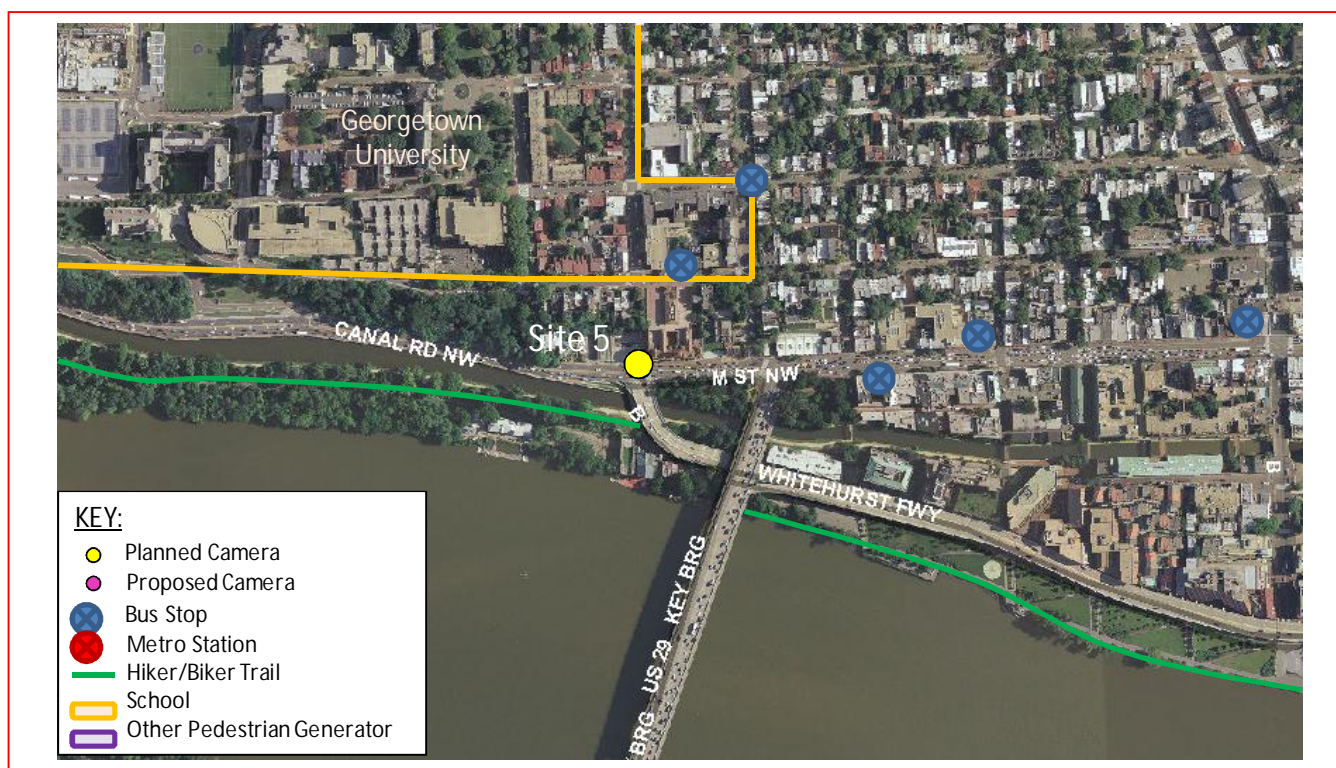 Georgetown
University
Site 5
CANAL RD NW
M ST NW
WHITEHURST FWY
US 29 KEY BRG
BRG
B
KEY:
Planned Camera
Proposed Camera
Bus Stop
Metro Station
Hiker/Biker Trail
School
Other Pedestrian Generator